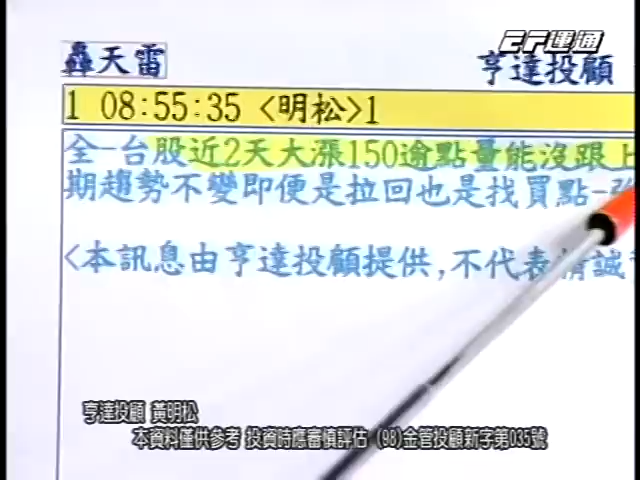 ET運通
轟天雷
亨達投顧
1 08:55:35 <明松>1
全-台股近2天大漲150逾點量能沒跟上
期趨勢不變即便是拉回也是找買點-強
<本訊息由亨達投顧提供,不代表精誠
亨達投顧 黃明松
本資料僅供參考 投資時應審慎評估 (98)金管投顧新字第035號